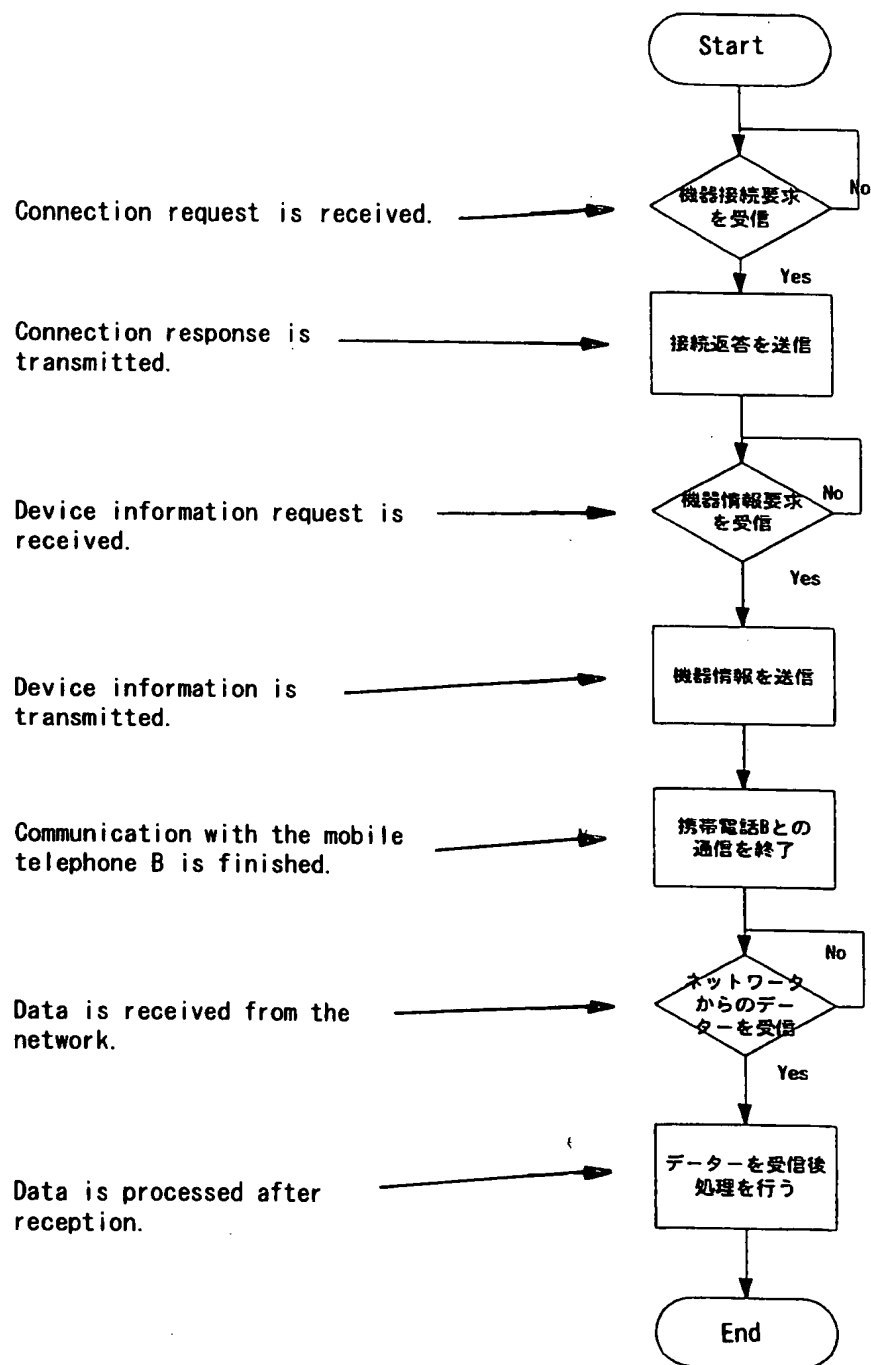 Start
Connection request is received.
機器接続要求
を受信
No
Yes
Connection response is
transmitted.
接続返答を送信
Device information request is
received.
機器情報要求
を受信
No
Yes
Device information is
transmitted.
機器情報を送信
Communication with the mobile
telephone B is finished.
携帯電話Bとの
通信を終了
No
Data is received from the
network.
ネットワータ
からのデー
ターを受信
Yes
Data is processed after
reception.
データーを受信後
処理を行う
End